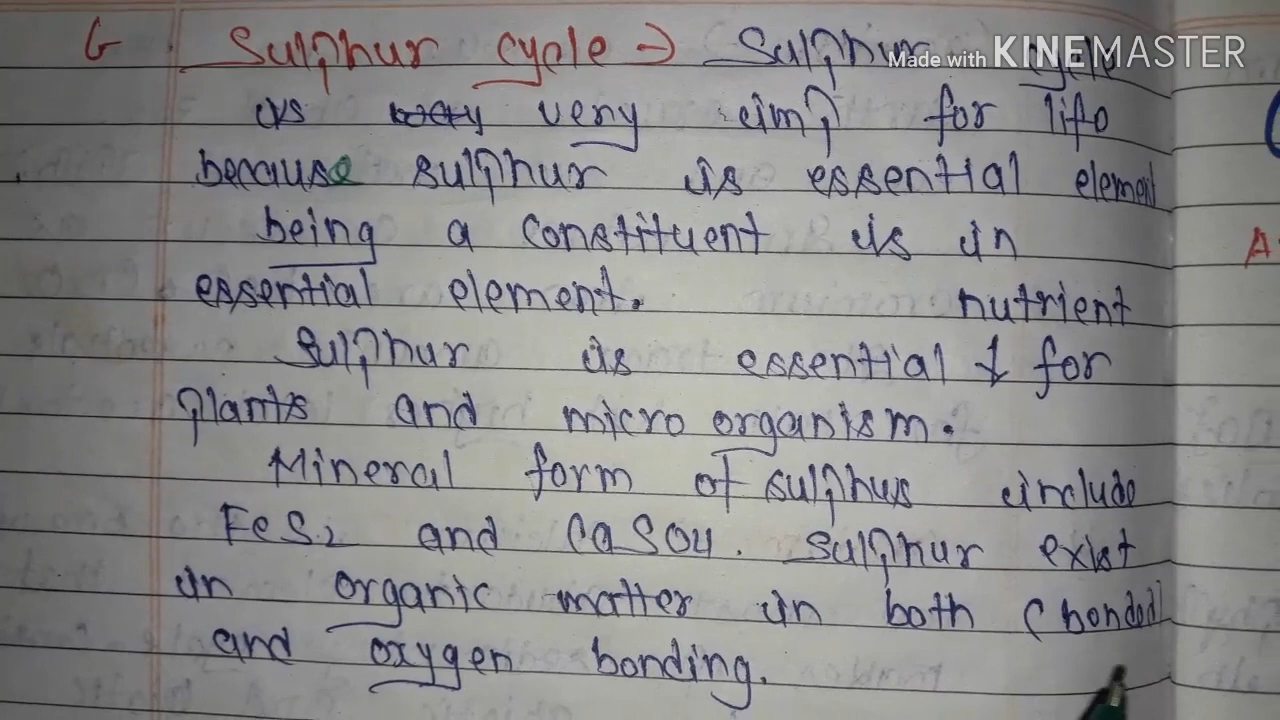 6 Sulphur cycle → Sulphur cycle
Made with KINEMASTER
is very imp for life
because sulphur is essential element
being a constituent is in
essential element. nutrient
Sulphur is essential for
plants and micro organism.
Mineral form of sulphus include
FeS2 and CaSO4. Sulphur exist
in organic matter in both (bonded
and oxygen bonding.
A